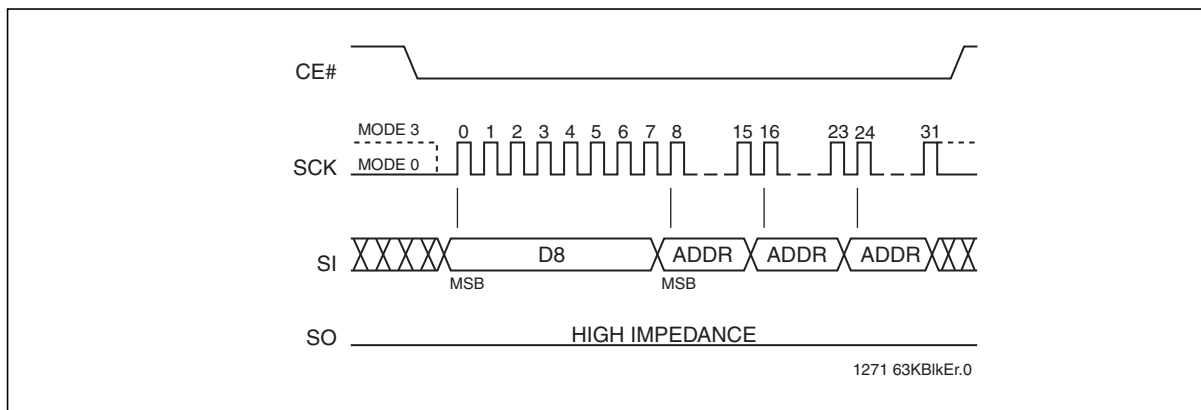 CE#
MODE 3
0 1 2 3 4 5 6 7 8 15 16 23 24 31
SCK
MODE 0
SI
D8
ADDR
ADDR
ADDR
MSB
MSB
SO
HIGH IMPEDANCE
1271 63KBlkEr.0